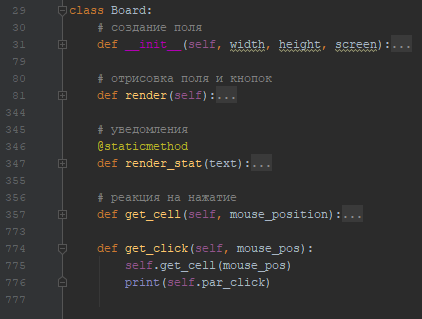 29 class Board:
30 # создание поля
31 def __init__(self, width, height, screen):...
79
80 # отрисовка поля и кнопок
81 def render(self):...
344
345 # уведомления
346 @staticmethod
347 def render_stat(text):...
355
356 # реакция на нажатие
357 def get_cell(self, mouse_position):...
773
774 def get_click(self, mouse_pos):
775 self.get_cell(mouse_pos)
776 print(self.par_click)
777